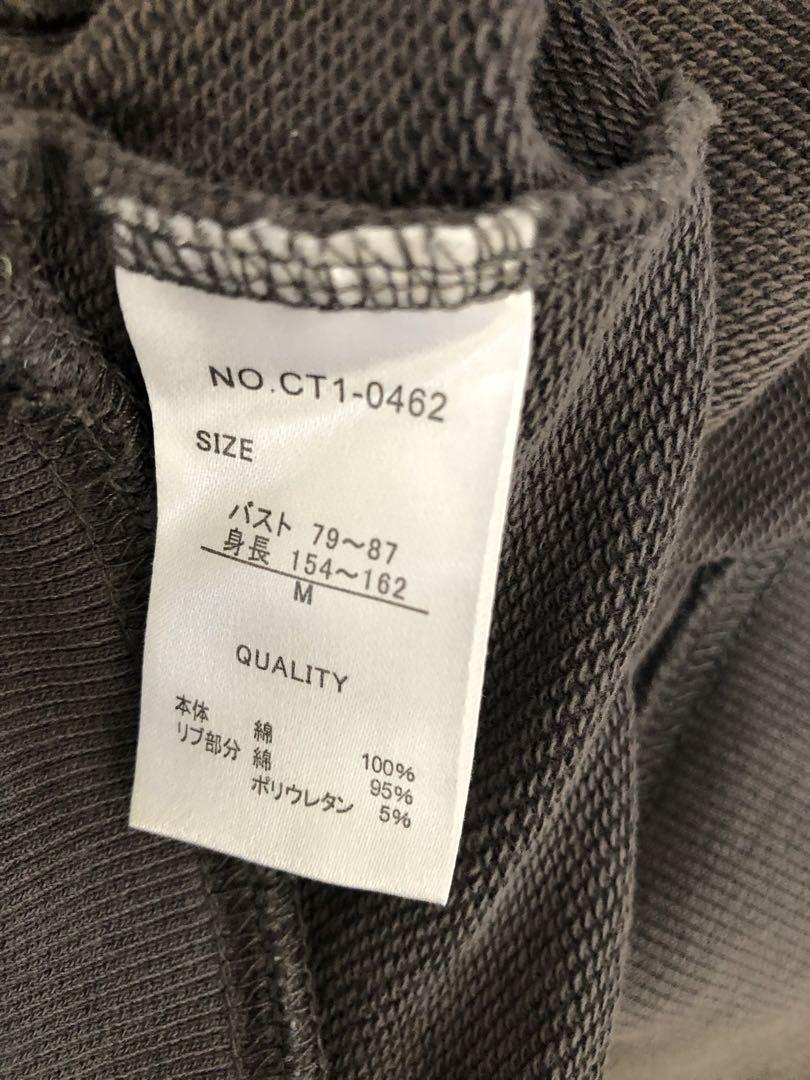 NO.CT1-0462
SIZE
バスト 79〜87
身長 154〜162
M
QUALITY
本体 綿 100%
リブ部分 綿 95%
ポリウレタン 5%